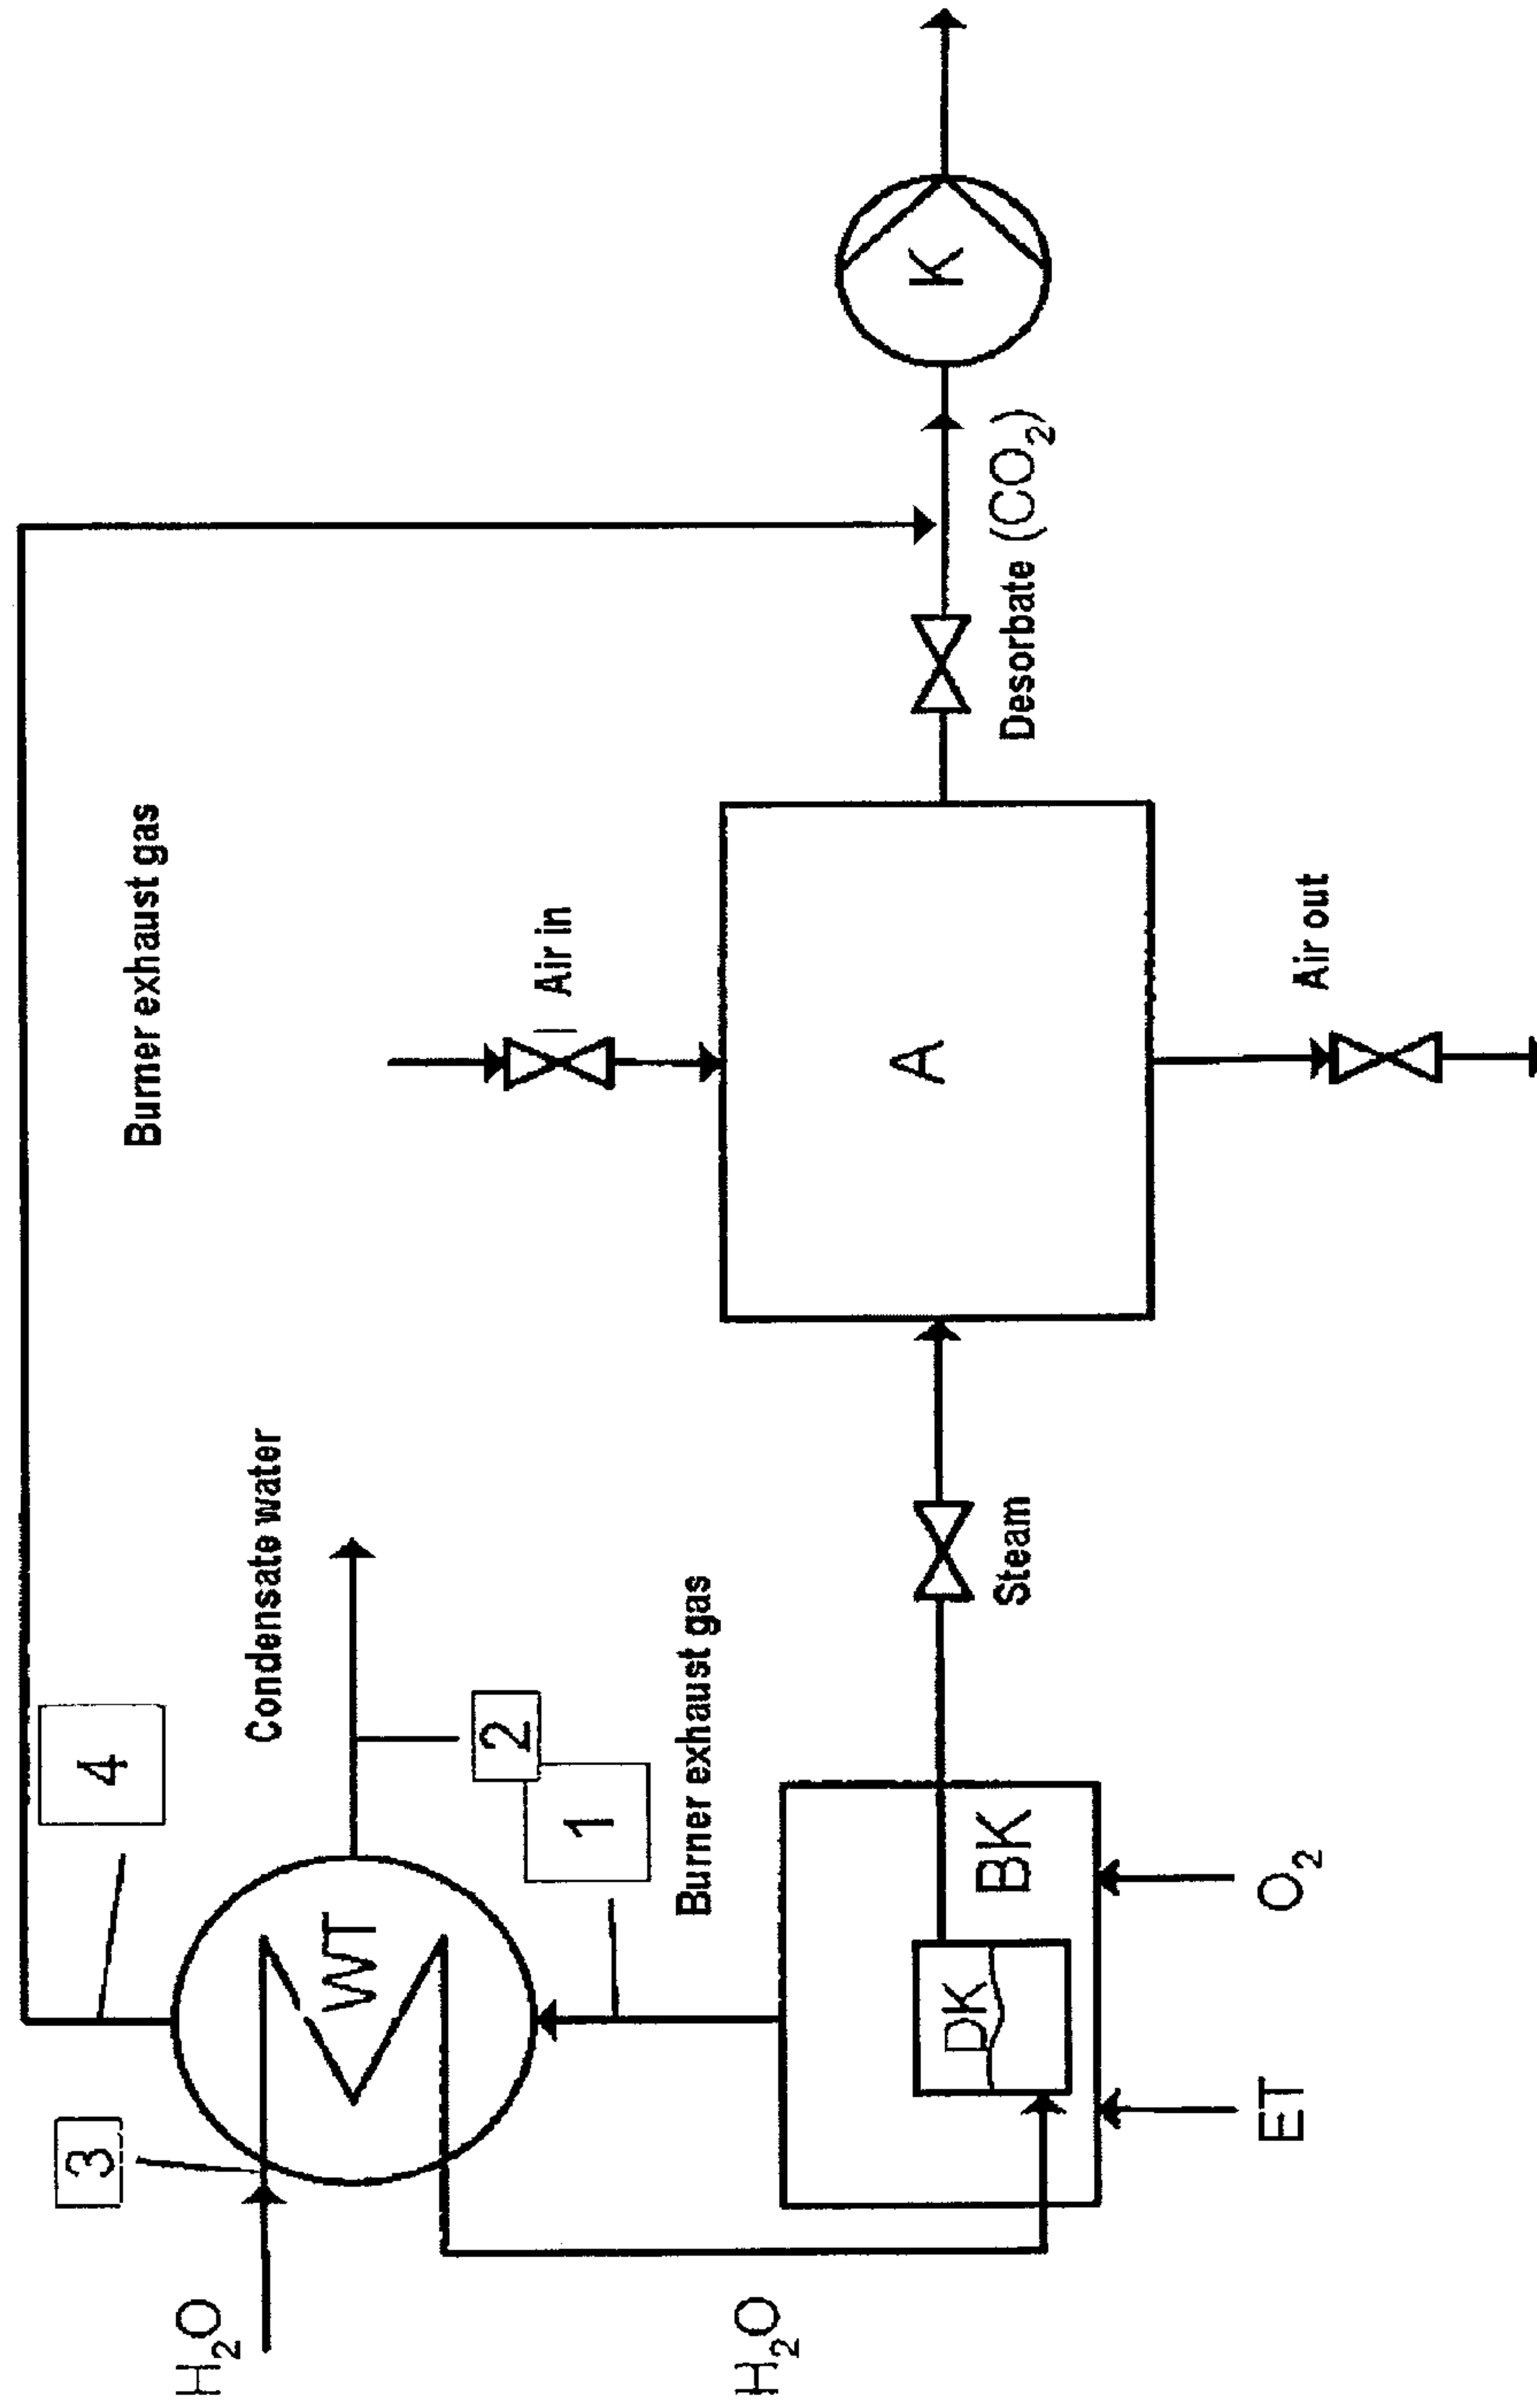 3
4
Burner exhaust gas
H₂O
Condensate water
WT
2
Air in
1
Burner exhaust gas
H₂O
A
K
DK
BK
Steam
Desorbate (CO₂)
ET
O₂
Air out